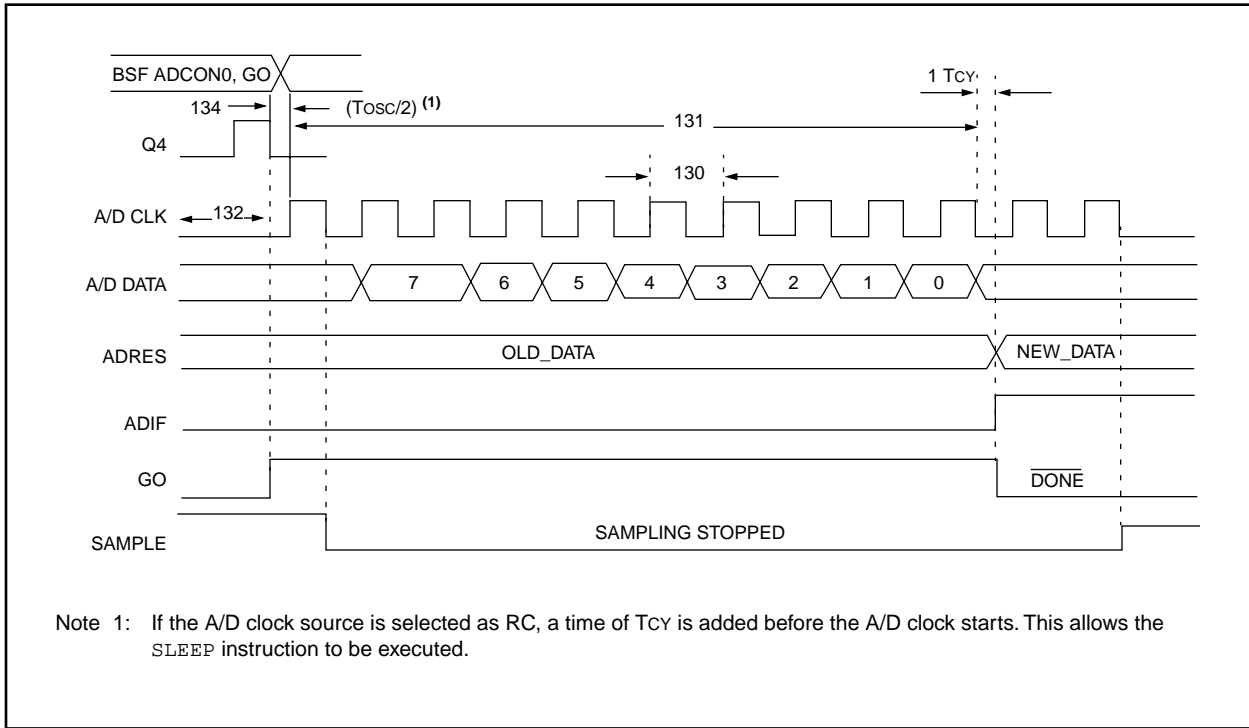 BSF ADCON0, GO
1 TCY
134
(TOSC/2) (1)
131
Q4
130
A/D CLK
132
A/D DATA
7 6 5 4 3 2 1 0
ADRES
OLD_DATA
NEW_DATA
ADIF
GO
DONE
SAMPLE
SAMPLING STOPPED
Note 1: If the A/D clock source is selected as RC, a time of TCY is added before the A/D clock starts. This allows the
SLEEP instruction to be executed.